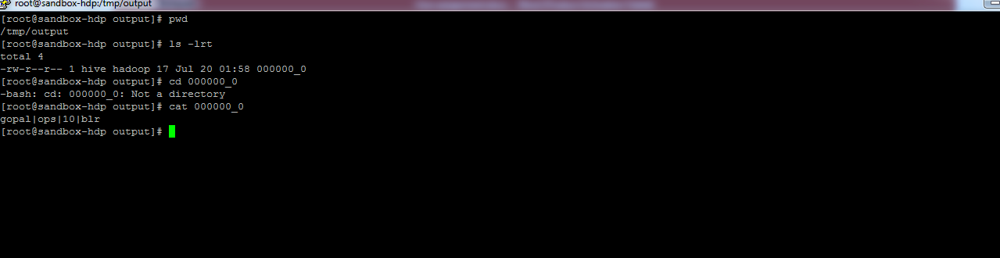 root@sandbox-hdp:/tmp/output
[root@sandbox-hdp output]# pwd
/tmp/output
[root@sandbox-hdp output]# ls -lrt
total 4
-rw-r--r-- 1 hive hadoop 17 Jul 20 01:58 000000_0
[root@sandbox-hdp output]# cd 000000_0
-bash: cd: 000000_0: Not a directory
[root@sandbox-hdp output]# cat 000000_0
gopal|ops|10|blr
[root@sandbox-hdp output]#